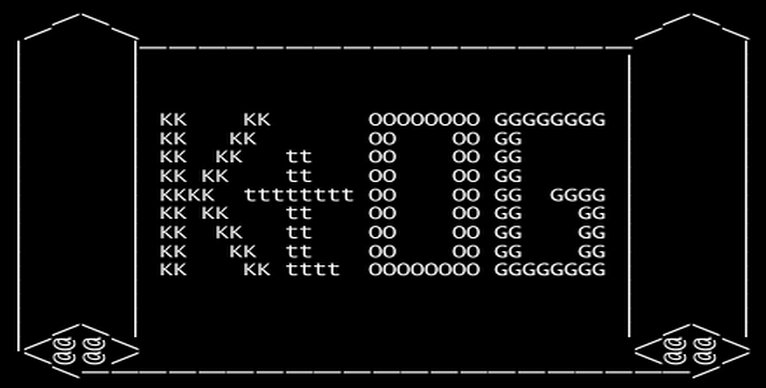 KK    KK       OOOOOOOO GGGGGGGG
KK   KK        OO    OO GG
KK  KK   tt    OO    OO GG
KK KK    tt    OO    OO GG
KKKK  tttttttt OO    OO GG  GGGG
KK KK    tt    OO    OO GG    GG
KK  KK   tt    OO    OO GG    GG
KK   KK  tt    OO    OO GG    GG
KK    KK tttt  OOOOOOOO GGGGGGGG
@@ @@